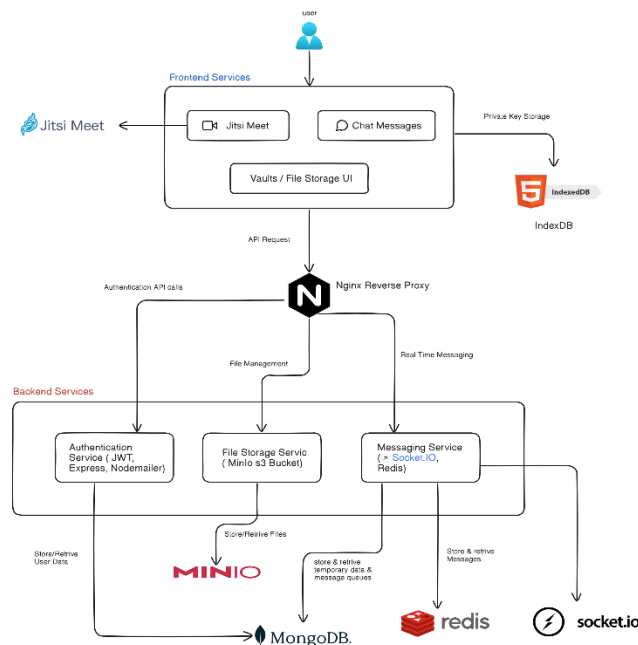 user
Frontend Services
Jitsi Meet
Jitsi Meet
Chat Messages
Private Key Storage
Vaults / File Storage UI
5
IndexedDB
IndexDB
API Request
N
Nginx Reverse Proxy
Authentication API calls
File Management
Real Time Messaging
Backend Services
Authentication
Service ( JWT,
Express, Nodemailer)
File Storage Servic
( MinIo s3 Bucket)
Messaging Service
(↗ Socket.IO,
Redis)
Store/Retrive
User Data
Store/Retrive Files
MINIO
store & retrive
temporary data &
message queues
Store & retrive
Messages
MongoDB.
redis
socket.io